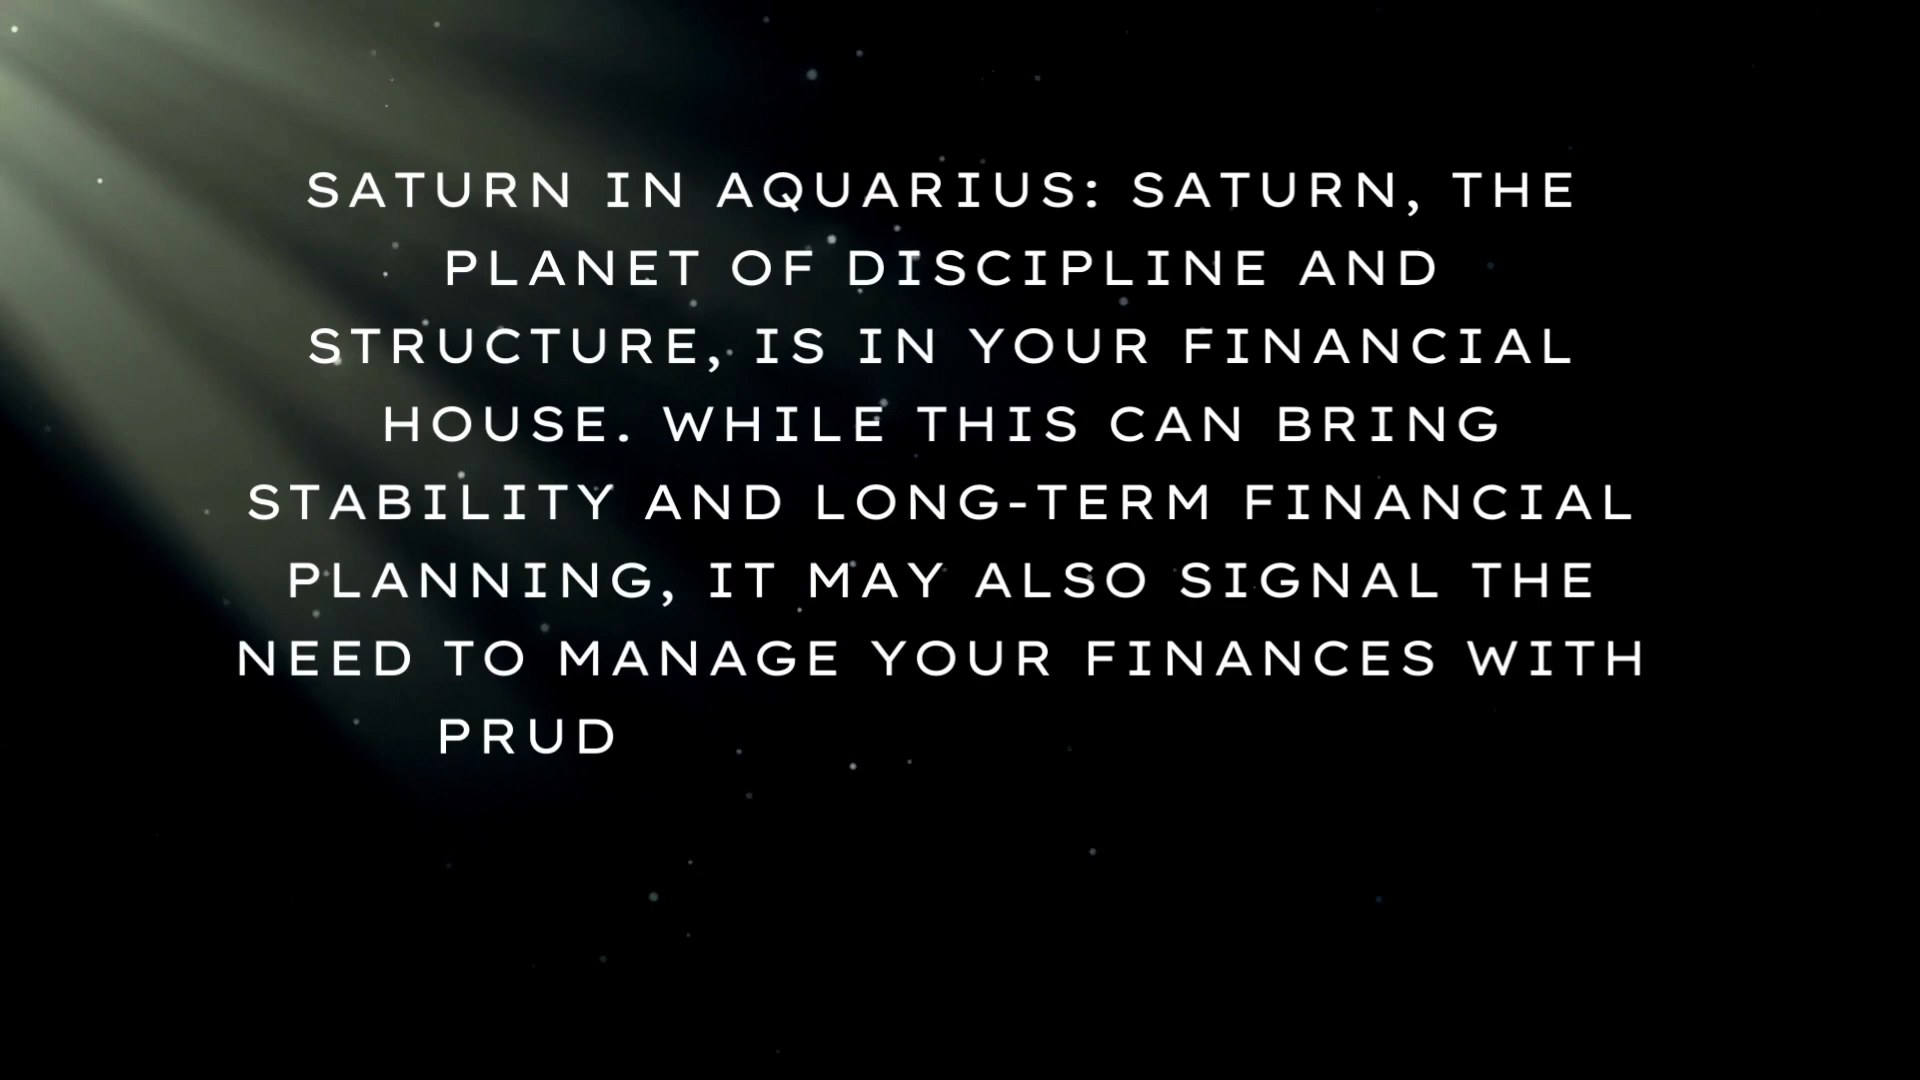 SATURN IN AQUARIUS: SATURN, THE
PLANET OF DISCIPLINE AND
STRUCTURE, IS IN YOUR FINANCIAL
HOUSE. WHILE THIS CAN BRING
STABILITY AND LONG-TERM FINANCIAL
PLANNING, IT MAY ALSO SIGNAL THE
NEED TO MANAGE YOUR FINANCES WITH
PRUD